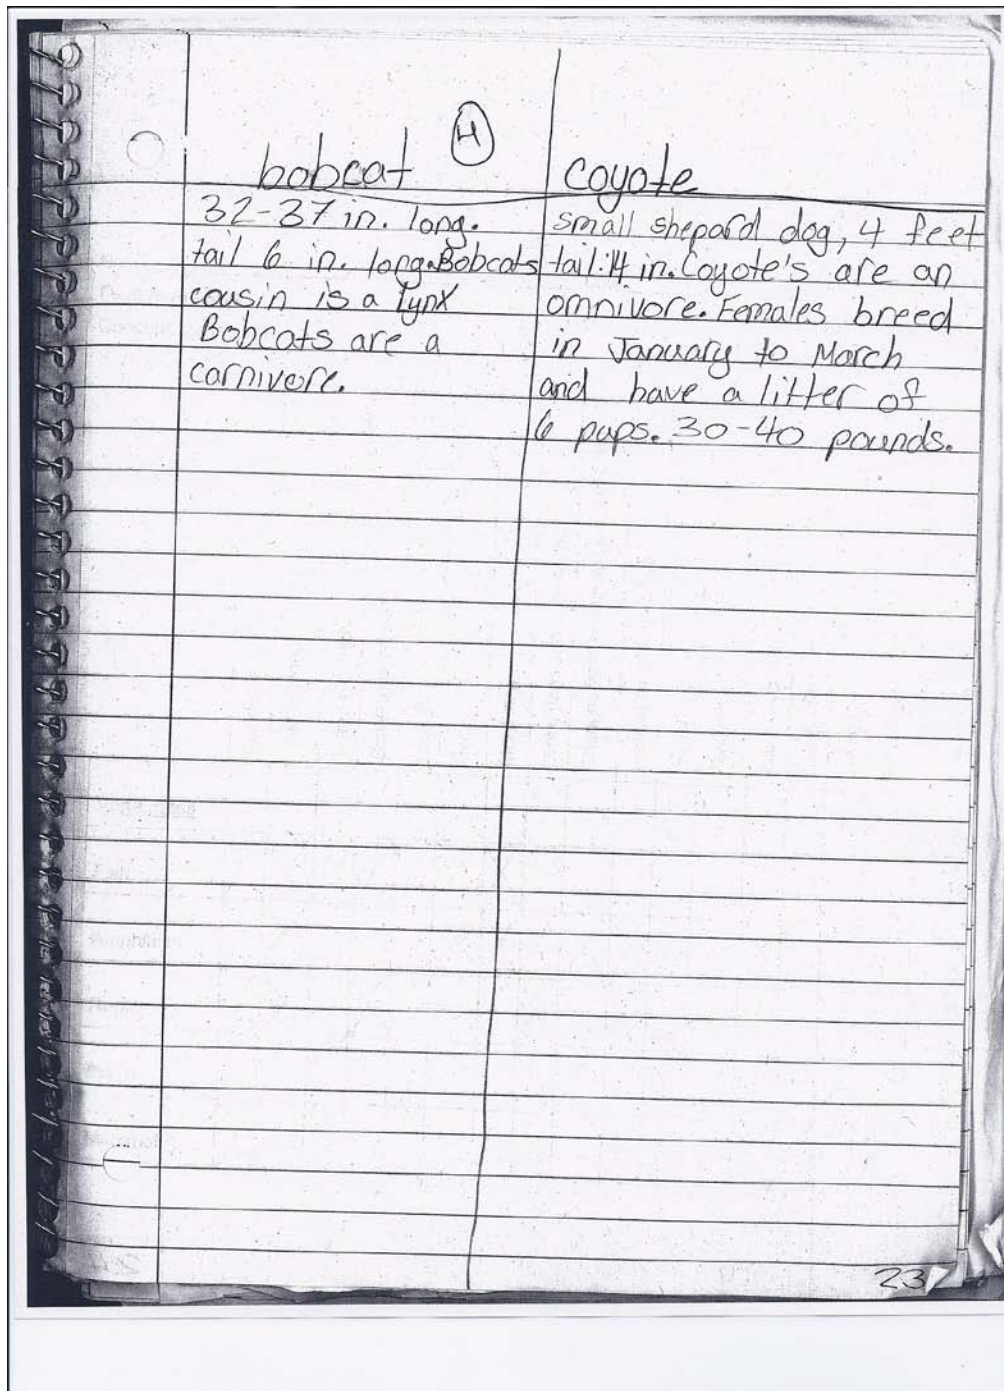 4
bobcat
32-37 in. long.
tail 6 in. long. Bobcats
cousin is a Lynx
Bobcats are a
carnivore.
coyote
small shepard dog, 4 feet
tail: 14 in. Coyote's are an
omnivore. Females breed
in January to March
and have a litter of
6 pups. 30-40 pounds.
23